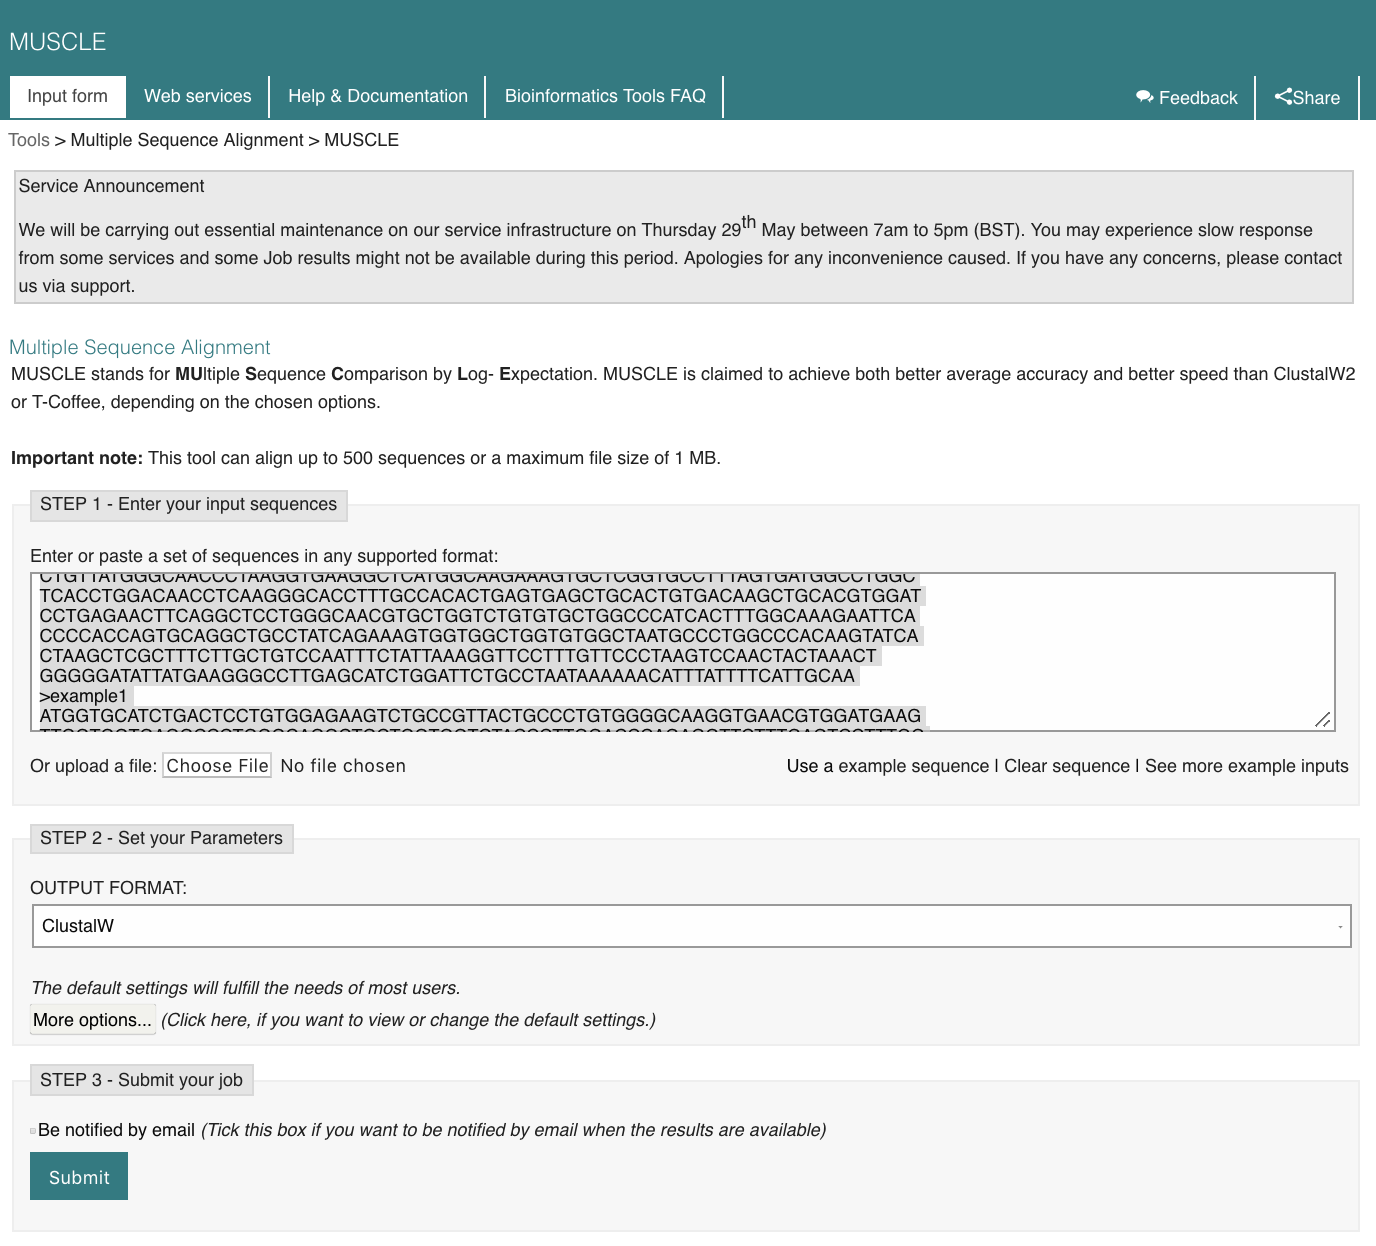 MUSCLE
Input form
Web services
Help & Documentation
Bioinformatics Tools FAQ
Feedback
Share
Tools > Multiple Sequence Alignment > MUSCLE
Service Announcement
We will be carrying out essential maintenance on our service infrastructure on Thursday 29th May between 7am to 5pm (BST). You may experience slow response
from some services and some Job results might not be available during this period. Apologies for any inconvenience caused. If you have any concerns, please contact
us via support.
Multiple Sequence Alignment
MUSCLE stands for MUltiple Sequence Comparison by Log- Expectation. MUSCLE is claimed to achieve both better average accuracy and better speed than ClustalW2
or T-Coffee, depending on the chosen options.
Important note: This tool can align up to 500 sequences or a maximum file size of 1 MB.
STEP 1 - Enter your input sequences
Enter or paste a set of sequences in any supported format:
CTGTTATGGGCAACCCTAAGGTGAAGGCTCATGGCAAGAAAGTGCTCGGTGCCTTTAGTGATGGCCTGGC
TCACCTGGACAACCTCAAGGGCACCTTTGCCACACTGAGTGAGCTGCACTGTGACAAGCTGCACGTGGAT
CCTGAGAACTTCAGGCTCCTGGGCAACGTGCTGGTCTGTGTGCTGGCCCATCACTTTGGCAAAGAATTCA
CCCCACCAGTGCAGGCTGCCTATCAGAAAGTGGTGGCTGGTGTGGCTAATGCCCTGGCCCACAAGTATCA
CTAAGCTCGCTTTCTTGCTGTCCAATTTCTATTAAAGGTTCCTTTGTTCCCTAAGTCCAACTACTAAACT
GGGGGATATTATGAAGGGCCTTGAGCATCTGGATTCTGCCTAATAAAAAACATTTATTTTCATTGCAA
>example1
ATGGTGCATCTGACTCCTGTGGAGAAGTCTGCCGTTACTGCCCTGTGGGGCAAGGTGAACGTGGATGAAG
Or upload a file: Choose File No file chosen
Use a example sequence | Clear sequence | See more example inputs
STEP 2 - Set your Parameters
OUTPUT FORMAT:
ClustalW
The default settings will fulfill the needs of most users.
More options... (Click here, if you want to view or change the default settings.)
STEP 3 - Submit your job
Be notified by email (Tick this box if you want to be notified by email when the results are available)
Submit